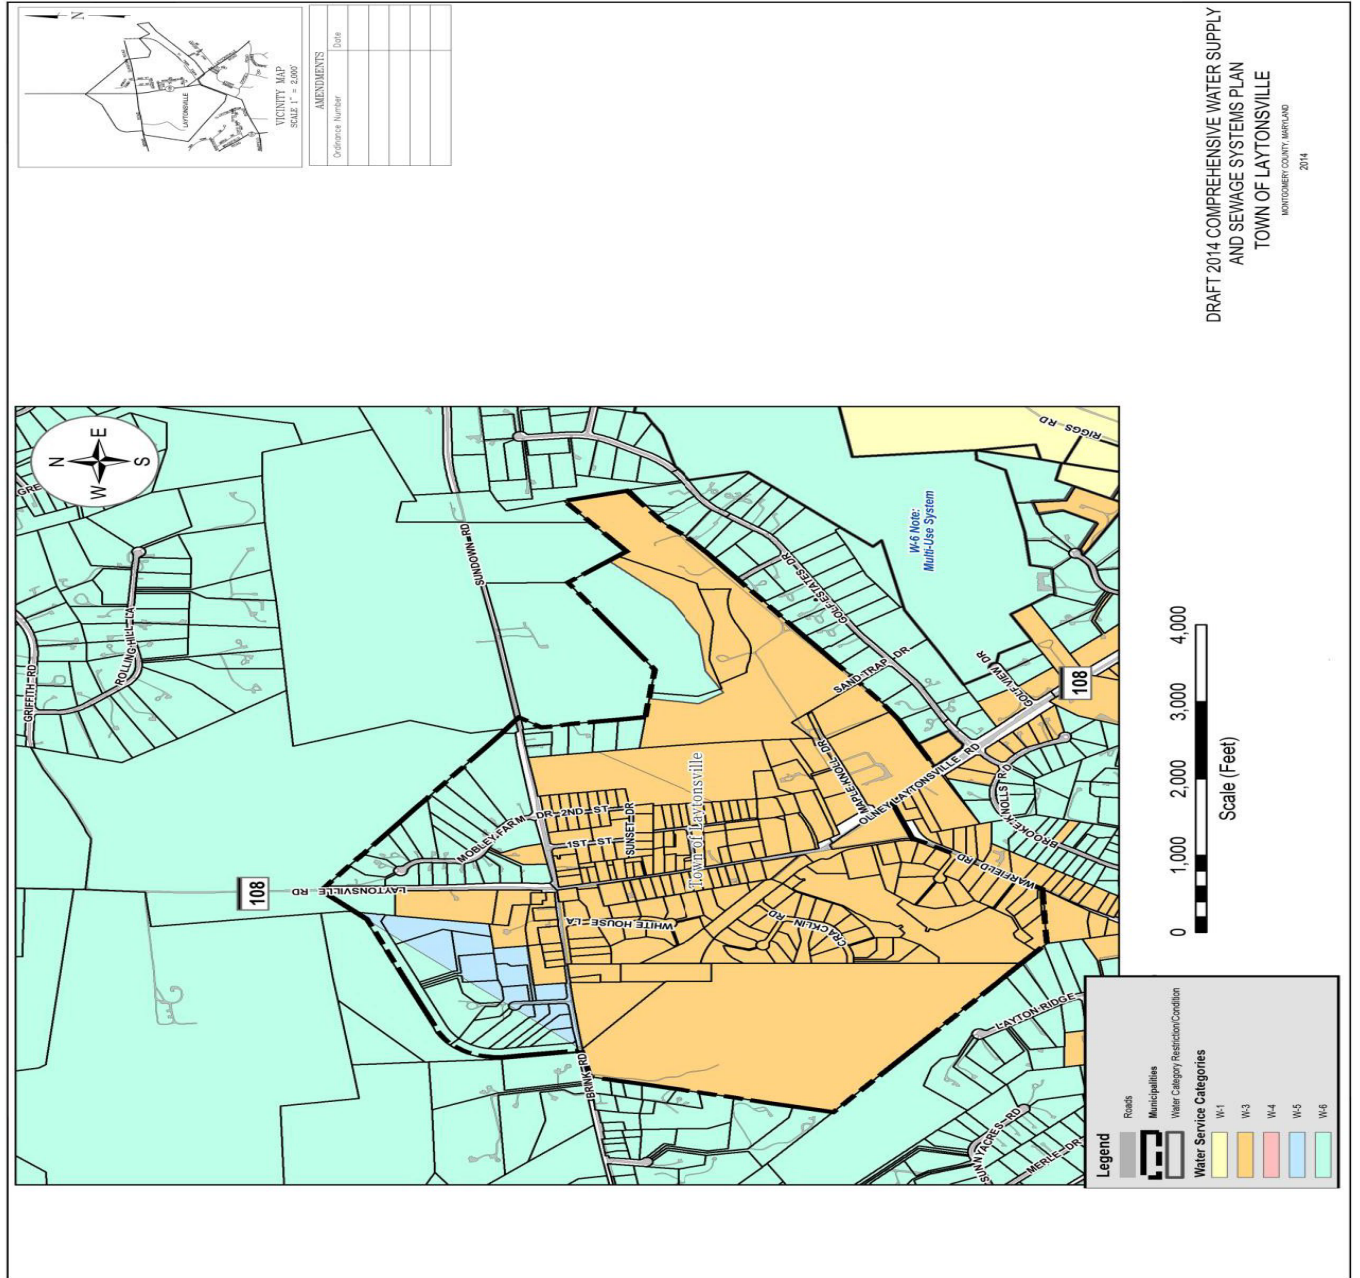 DRAFT 2014 COMPREHENSIVE WATER SUPPLY
AND SEWAGE SYSTEMS PLAN
TOWN OF LAYTONSVILLE
MONTGOMERY COUNTY, MARYLAND
2014
N
LAYTONSVILLE
VICINITY MAP
SCALE 1" = 2,000'
AMENDMENTS
Ordinance Number
Date
N
W
E
S
GRIFFITH RD
ROLLING HILL LA
SUNDOWN RD
108
LAYTONSVILLE RD
MOBLEY FARM DR
2ND ST
1ST ST
SUNSET DR
WHITE HOUSE LA
BRINK RD
CRACKLIN RD
Town of Laytonsville
MAPLE KNOLL DR
OLNEY LAYTONSVILLE RD
WARFIELD RD
SAND TRAP DR
GOLF ESTATES DR
W-6 Note:
Multi-Use System
RIGGS RD
GOLFVIEW DR
108
BROOKE KNOLLS RD
LAYTON RIDGE
SUNNYACRES RD
MERLE DR
Legend
Roads
Municipalities
Water Category Restriction/Condition
Water Service Categories
W-1
W-3
W-4
W-5
W-6
0
1,000
2,000
3,000
4,000
Scale (Feet)